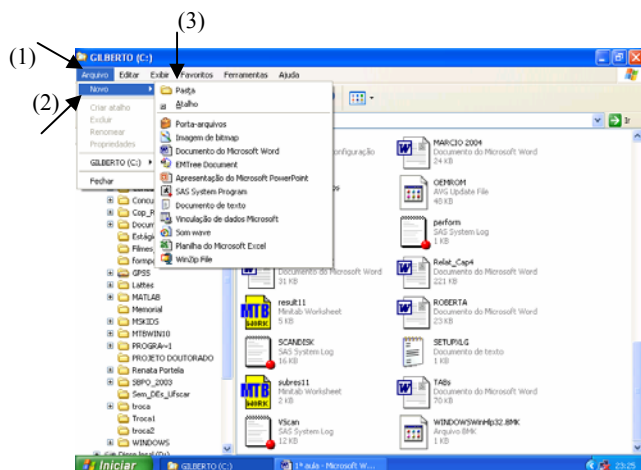 (3)
(1)
(2)
GILBERTO (C:)
Arquivo Editar Exibir Favoritos Ferramentas Ajuda
Novo
Criar atalho
Excluir
Renomear
Propriedades
GILBERTO (C:)
Fechar
Pasta
Atalho
Porta-arquivos
Imagem de bitmap
Documento do Microsoft Word
EMTree Document
Apresentação do Microsoft PowerPoint
SAS System Program
Documento de texto
Vinculação de dados Microsoft
Som wave
Planilha do Microsoft Excel
WinZip File
Ir
Concu
Cop_R
Docum
Estági
Filmes
formpe
GPSS
Lattes
MATLAB
Memorial
MSKIDS
MTBWIN10
PROGRA~1
PROJETO DOUTORADO
Renata Portela
SBPO_2003
Sem_DEs_Ufscar
troca
Troca1
troca2
WINDOWS
Disco local (D:)
onfiguração
os
MARCIO 2004
Documento do Microsoft Word
24 KB
OEMROM
AVG Update File
48 KB
perform
SAS System Log
1 KB
Documento do Microsoft Word
31 KB
Relat_Cap4
Documento do Microsoft Word
221 KB
result11
Minitab Worksheet
5 KB
ROBERTA
Documento do Microsoft Word
23 KB
SCANDISK
SAS System Log
16 KB
SETUPXLG
Documento de texto
1 KB
subres11
Minitab Worksheet
2 KB
TABs
Documento do Microsoft Word
70 KB
VScan
SAS System Log
12 KB
WINDOWSWinHlp32.BMK
Arquivo BMK
1 KB
Iniciar
GILBERTO (C:)
1ª aula - Microsoft W...
23:25